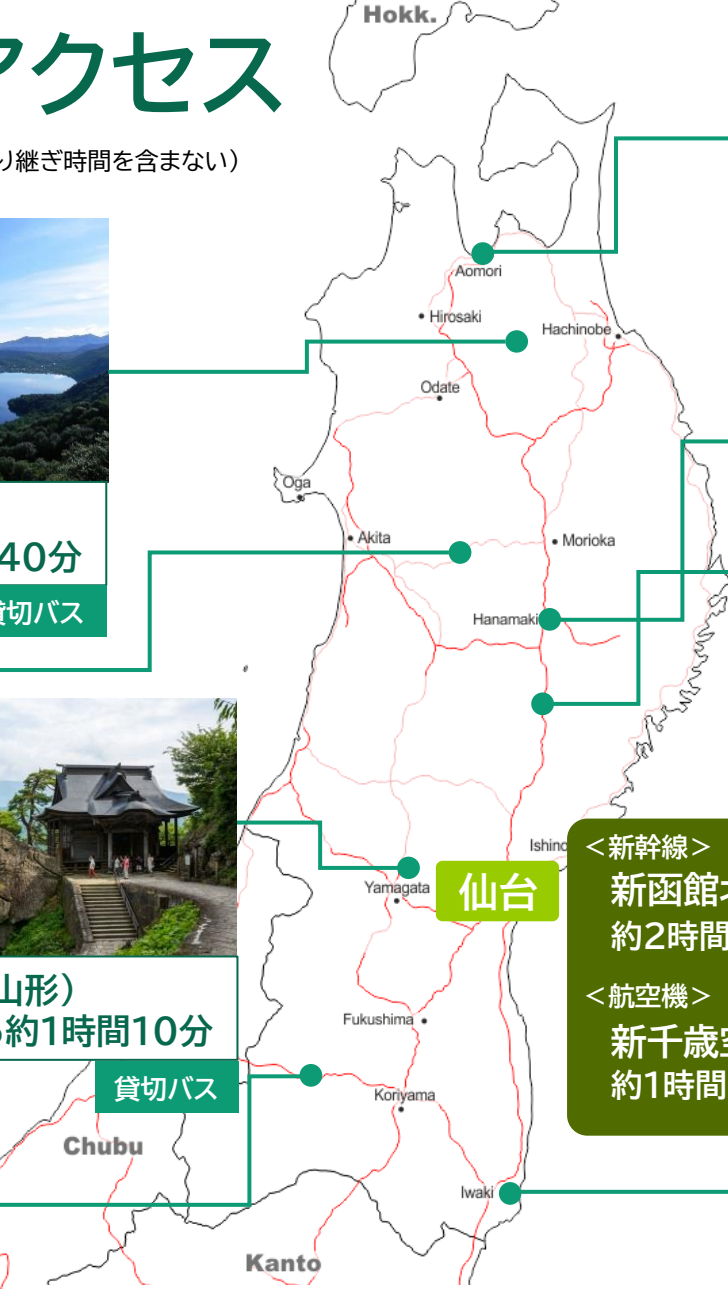 Hokk.
アクセス
り継ぎ時間を含まない）
Aomori
Hirosaki
Hachinobe
Odate
Oga
40分
Akita
Morioka
貸切バス
Hanamaki
Ishino
＜新幹線＞
Yamagata
仙台
新函館
約2時間
山形）
＜航空機＞
約1時間10分
Fukushima
新千歳空
約1時間
貸切バス
Koriyama
Chubu
Iwaki
Kanto